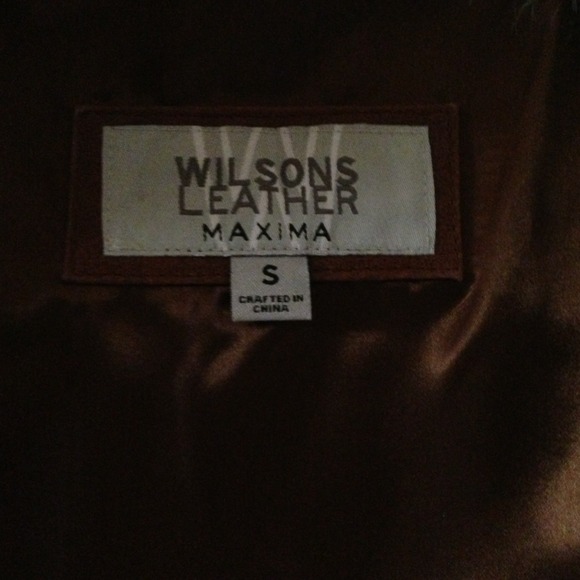 WILSONS
LEATHER
MAXIMA
S
CRAFTED IN
CHINA